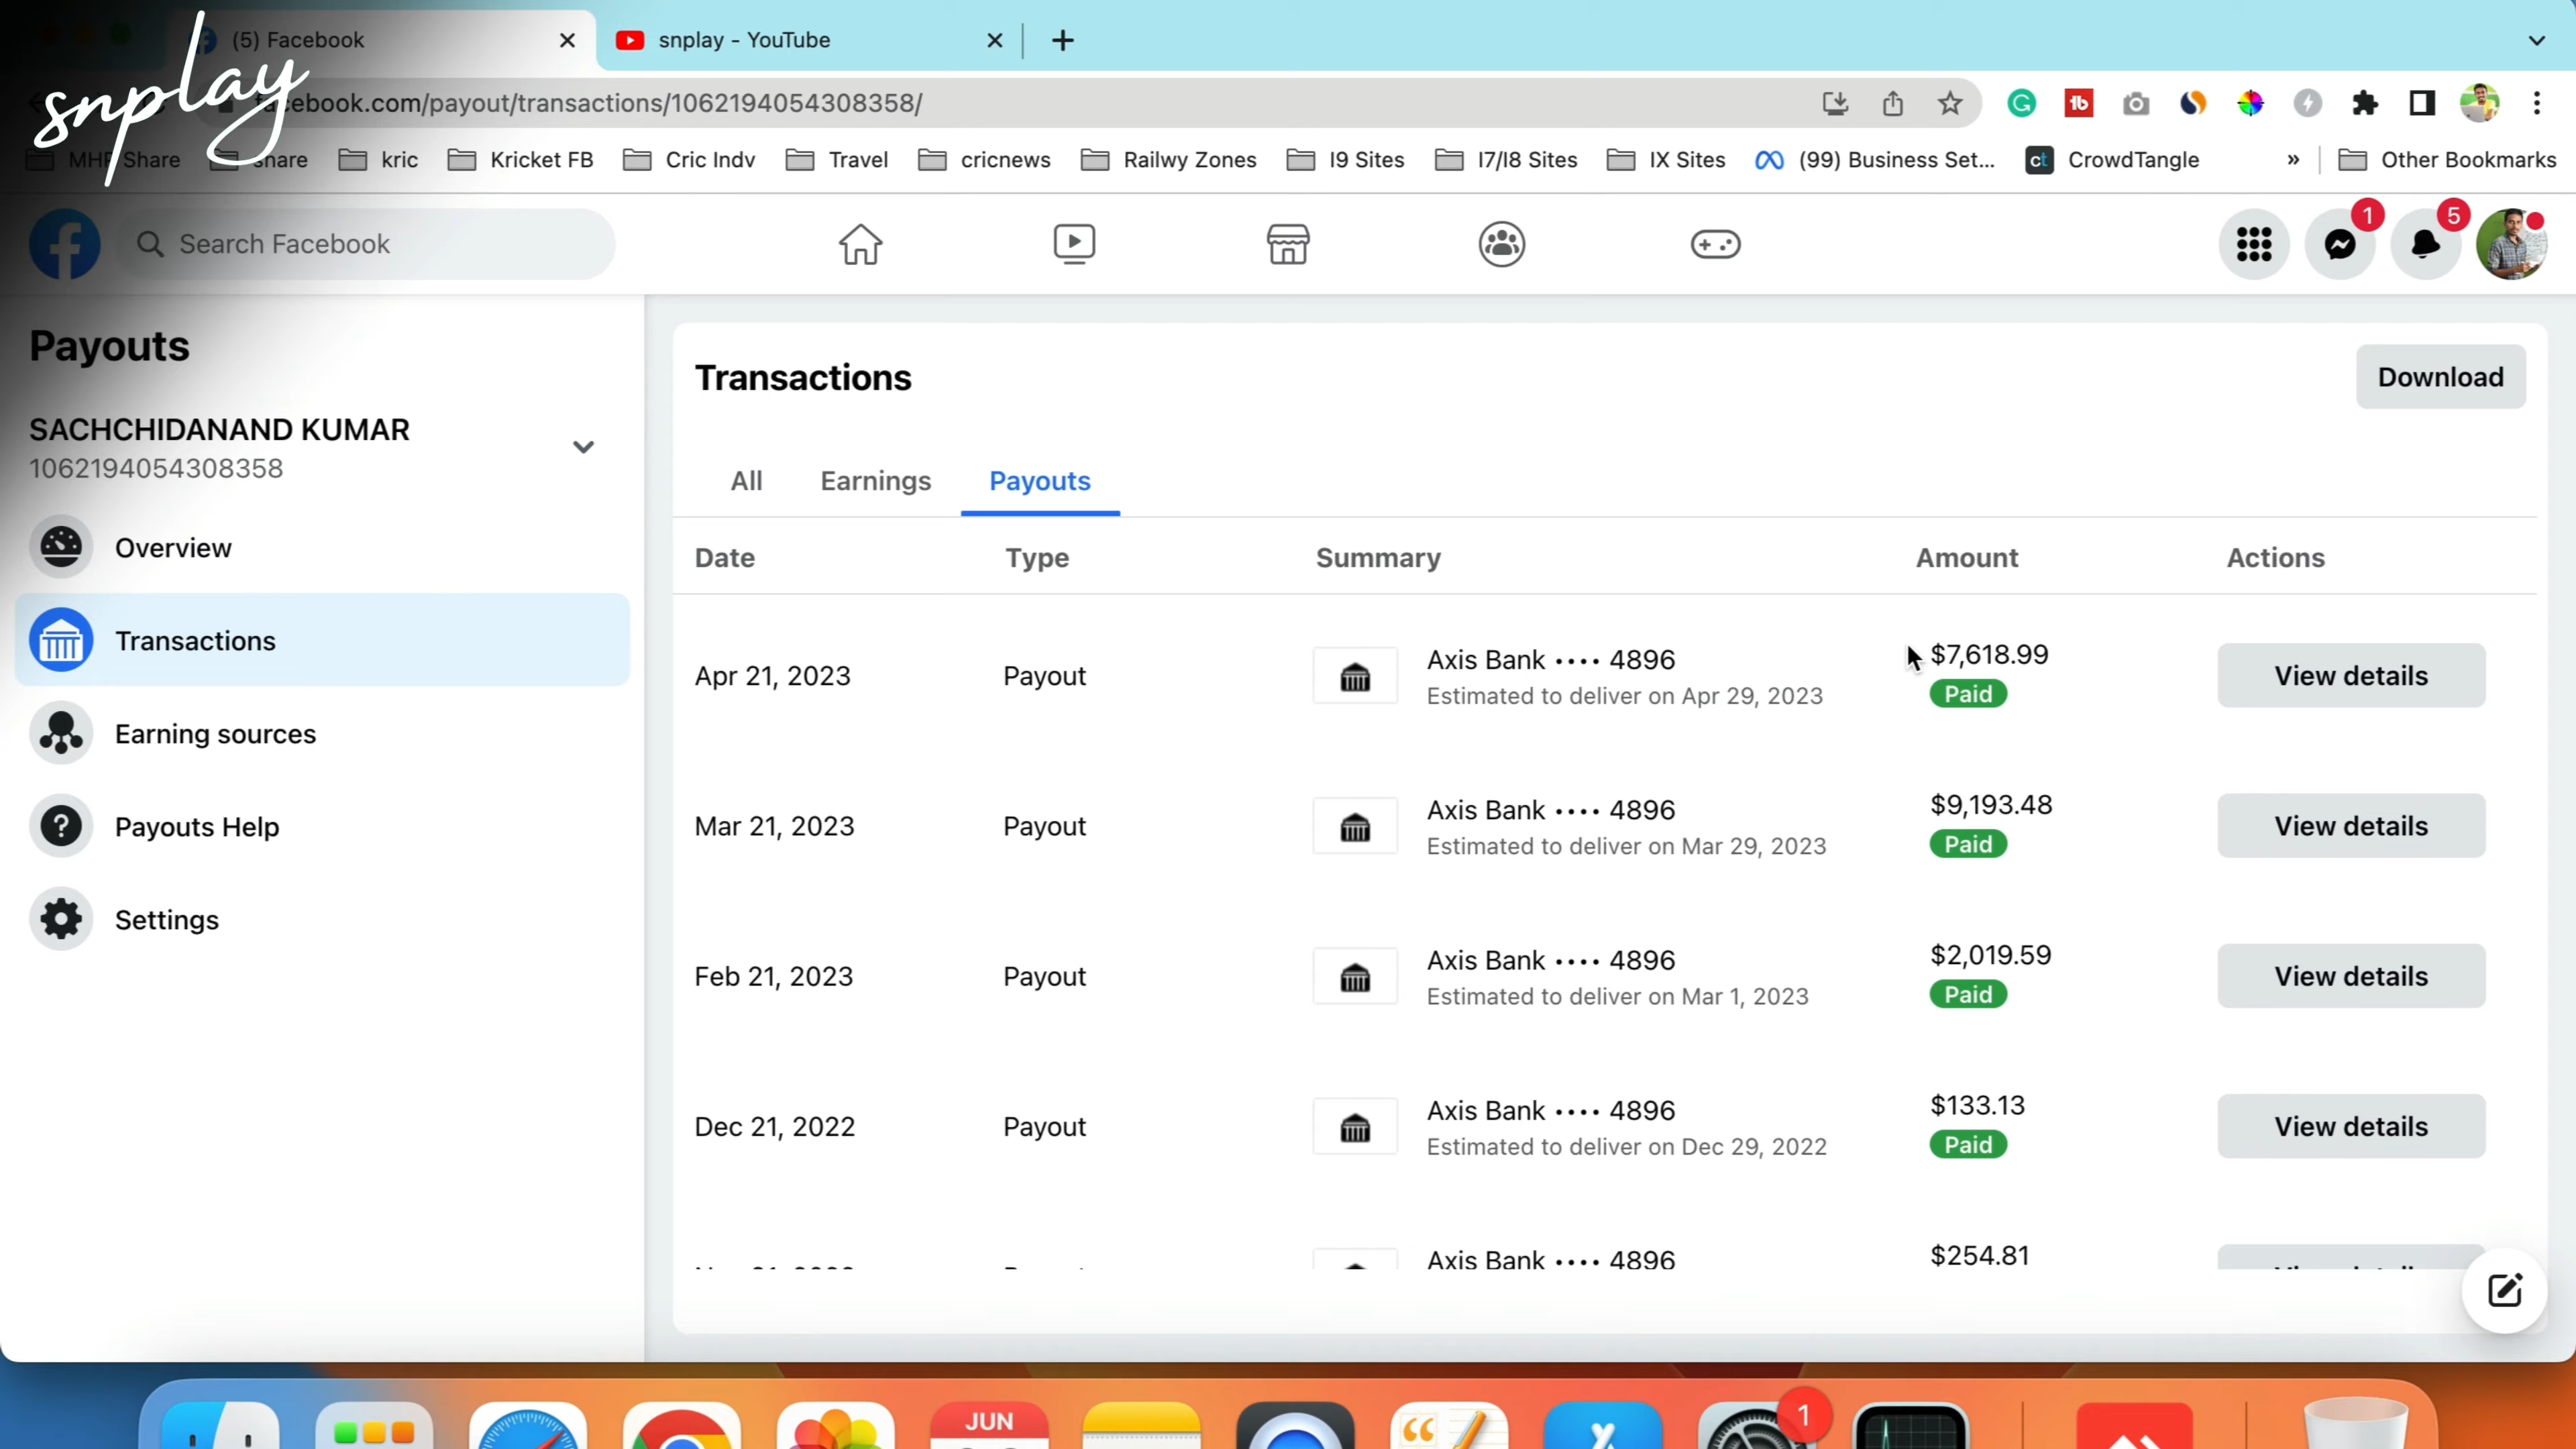 snplay
(5) Facebook
snplay - YouTube
facebook.com/payout/transactions/1062194054308358/
MHP Share
share
kric
Kricket FB
Cric Indv
Travel
cricnews
Railwy Zones
I9 Sites
I7/I8 Sites
IX Sites
(99) Business Set...
ct CrowdTangle
»
Other Bookmarks
Search Facebook
1
5
Payouts
SACHCHIDANAND KUMAR
1062194054308358
Overview
Transactions
Earning sources
Payouts Help
Settings
Transactions
Download
All Earnings Payouts
Date Type Summary Amount Actions
Apr 21, 2023 Payout Axis Bank •••• 4896 $7,618.99 View details
Estimated to deliver on Apr 29, 2023 Paid
Mar 21, 2023 Payout Axis Bank •••• 4896 $9,193.48 View details
Estimated to deliver on Mar 29, 2023 Paid
Feb 21, 2023 Payout Axis Bank •••• 4896 $2,019.59 View details
Estimated to deliver on Mar 1, 2023 Paid
Dec 21, 2022 Payout Axis Bank •••• 4896 $133.13 View details
Estimated to deliver on Dec 29, 2022 Paid
Axis Bank •••• 4896 $254.81
JUN
1